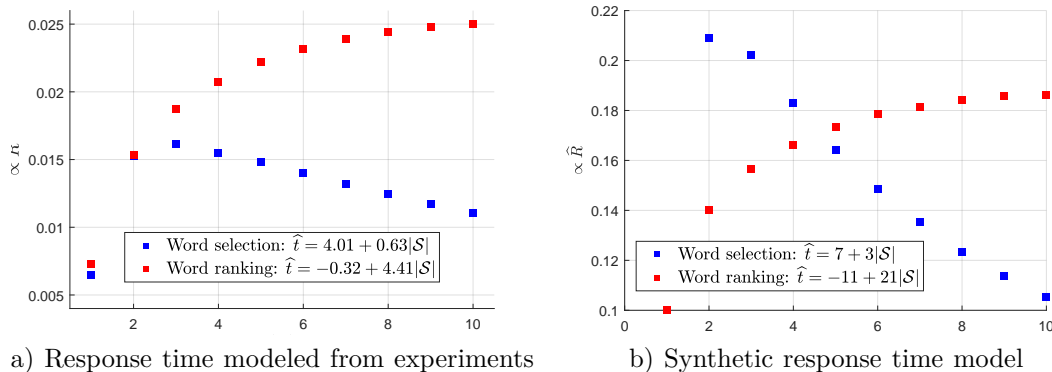 0.025
0.02
0.015
0.01
0.005
2 4 6 8 10
Word selection: t̂ = 4.01 + 0.63|𝒮|
Word ranking: t̂ = −0.32 + 4.41|𝒮|
a) Response time modeled from experiments
0.22
0.2
0.18
0.16
0.14
0.12
0.1
∝ R̂
0 2 4 6 8 10
Word selection: t̂ = 7 + 3|𝒮|
Word ranking: t̂ = −11 + 21|𝒮|
b) Synthetic response time model